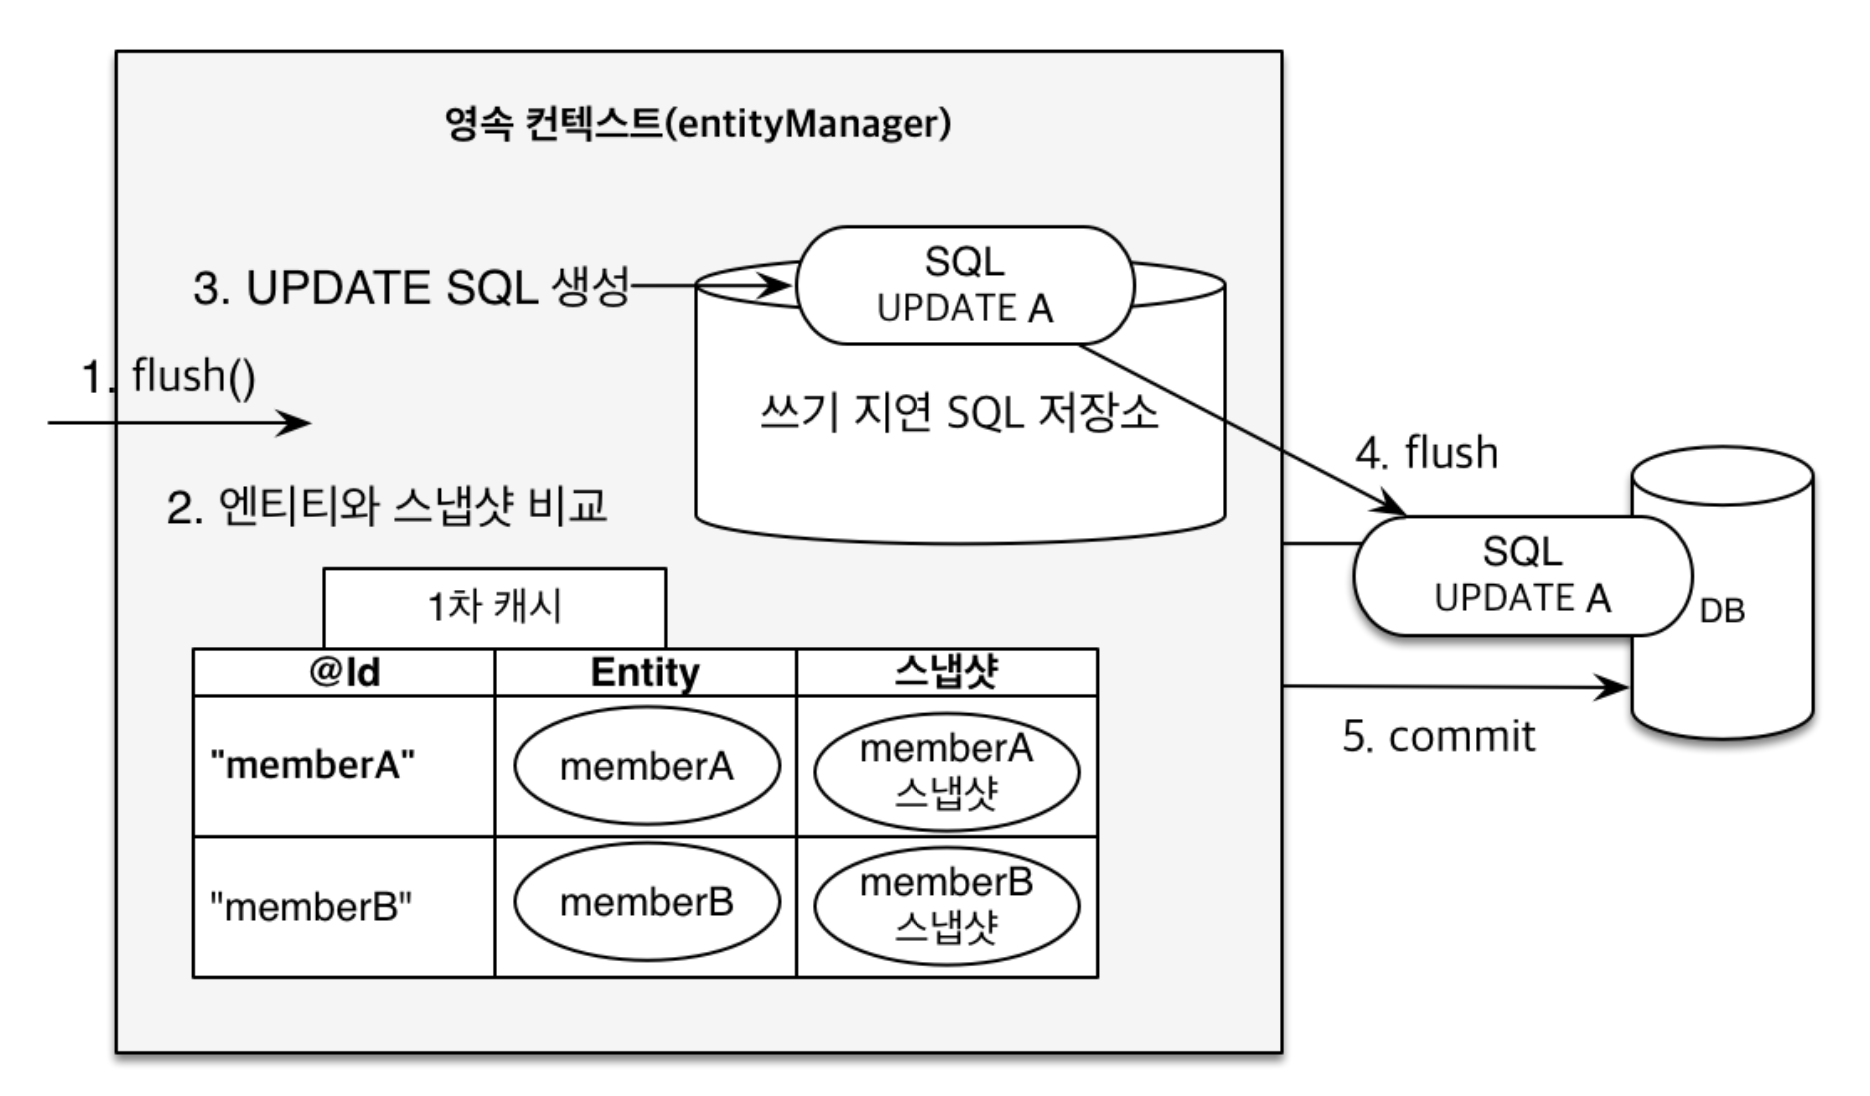 영속 컨텍스트(entityManager)
3. UPDATE SQL 생성
SQL
UPDATE A
1. flush()
쓰기 지연 SQL 저장소
4. flush
2. 엔티티와 스냅샷 비교
SQL
UPDATE A
DB
1차 캐시
@Id Entity 스냅샷
"memberA" memberA memberA
스냅샷
5. commit
"memberB" memberB memberB
스냅샷